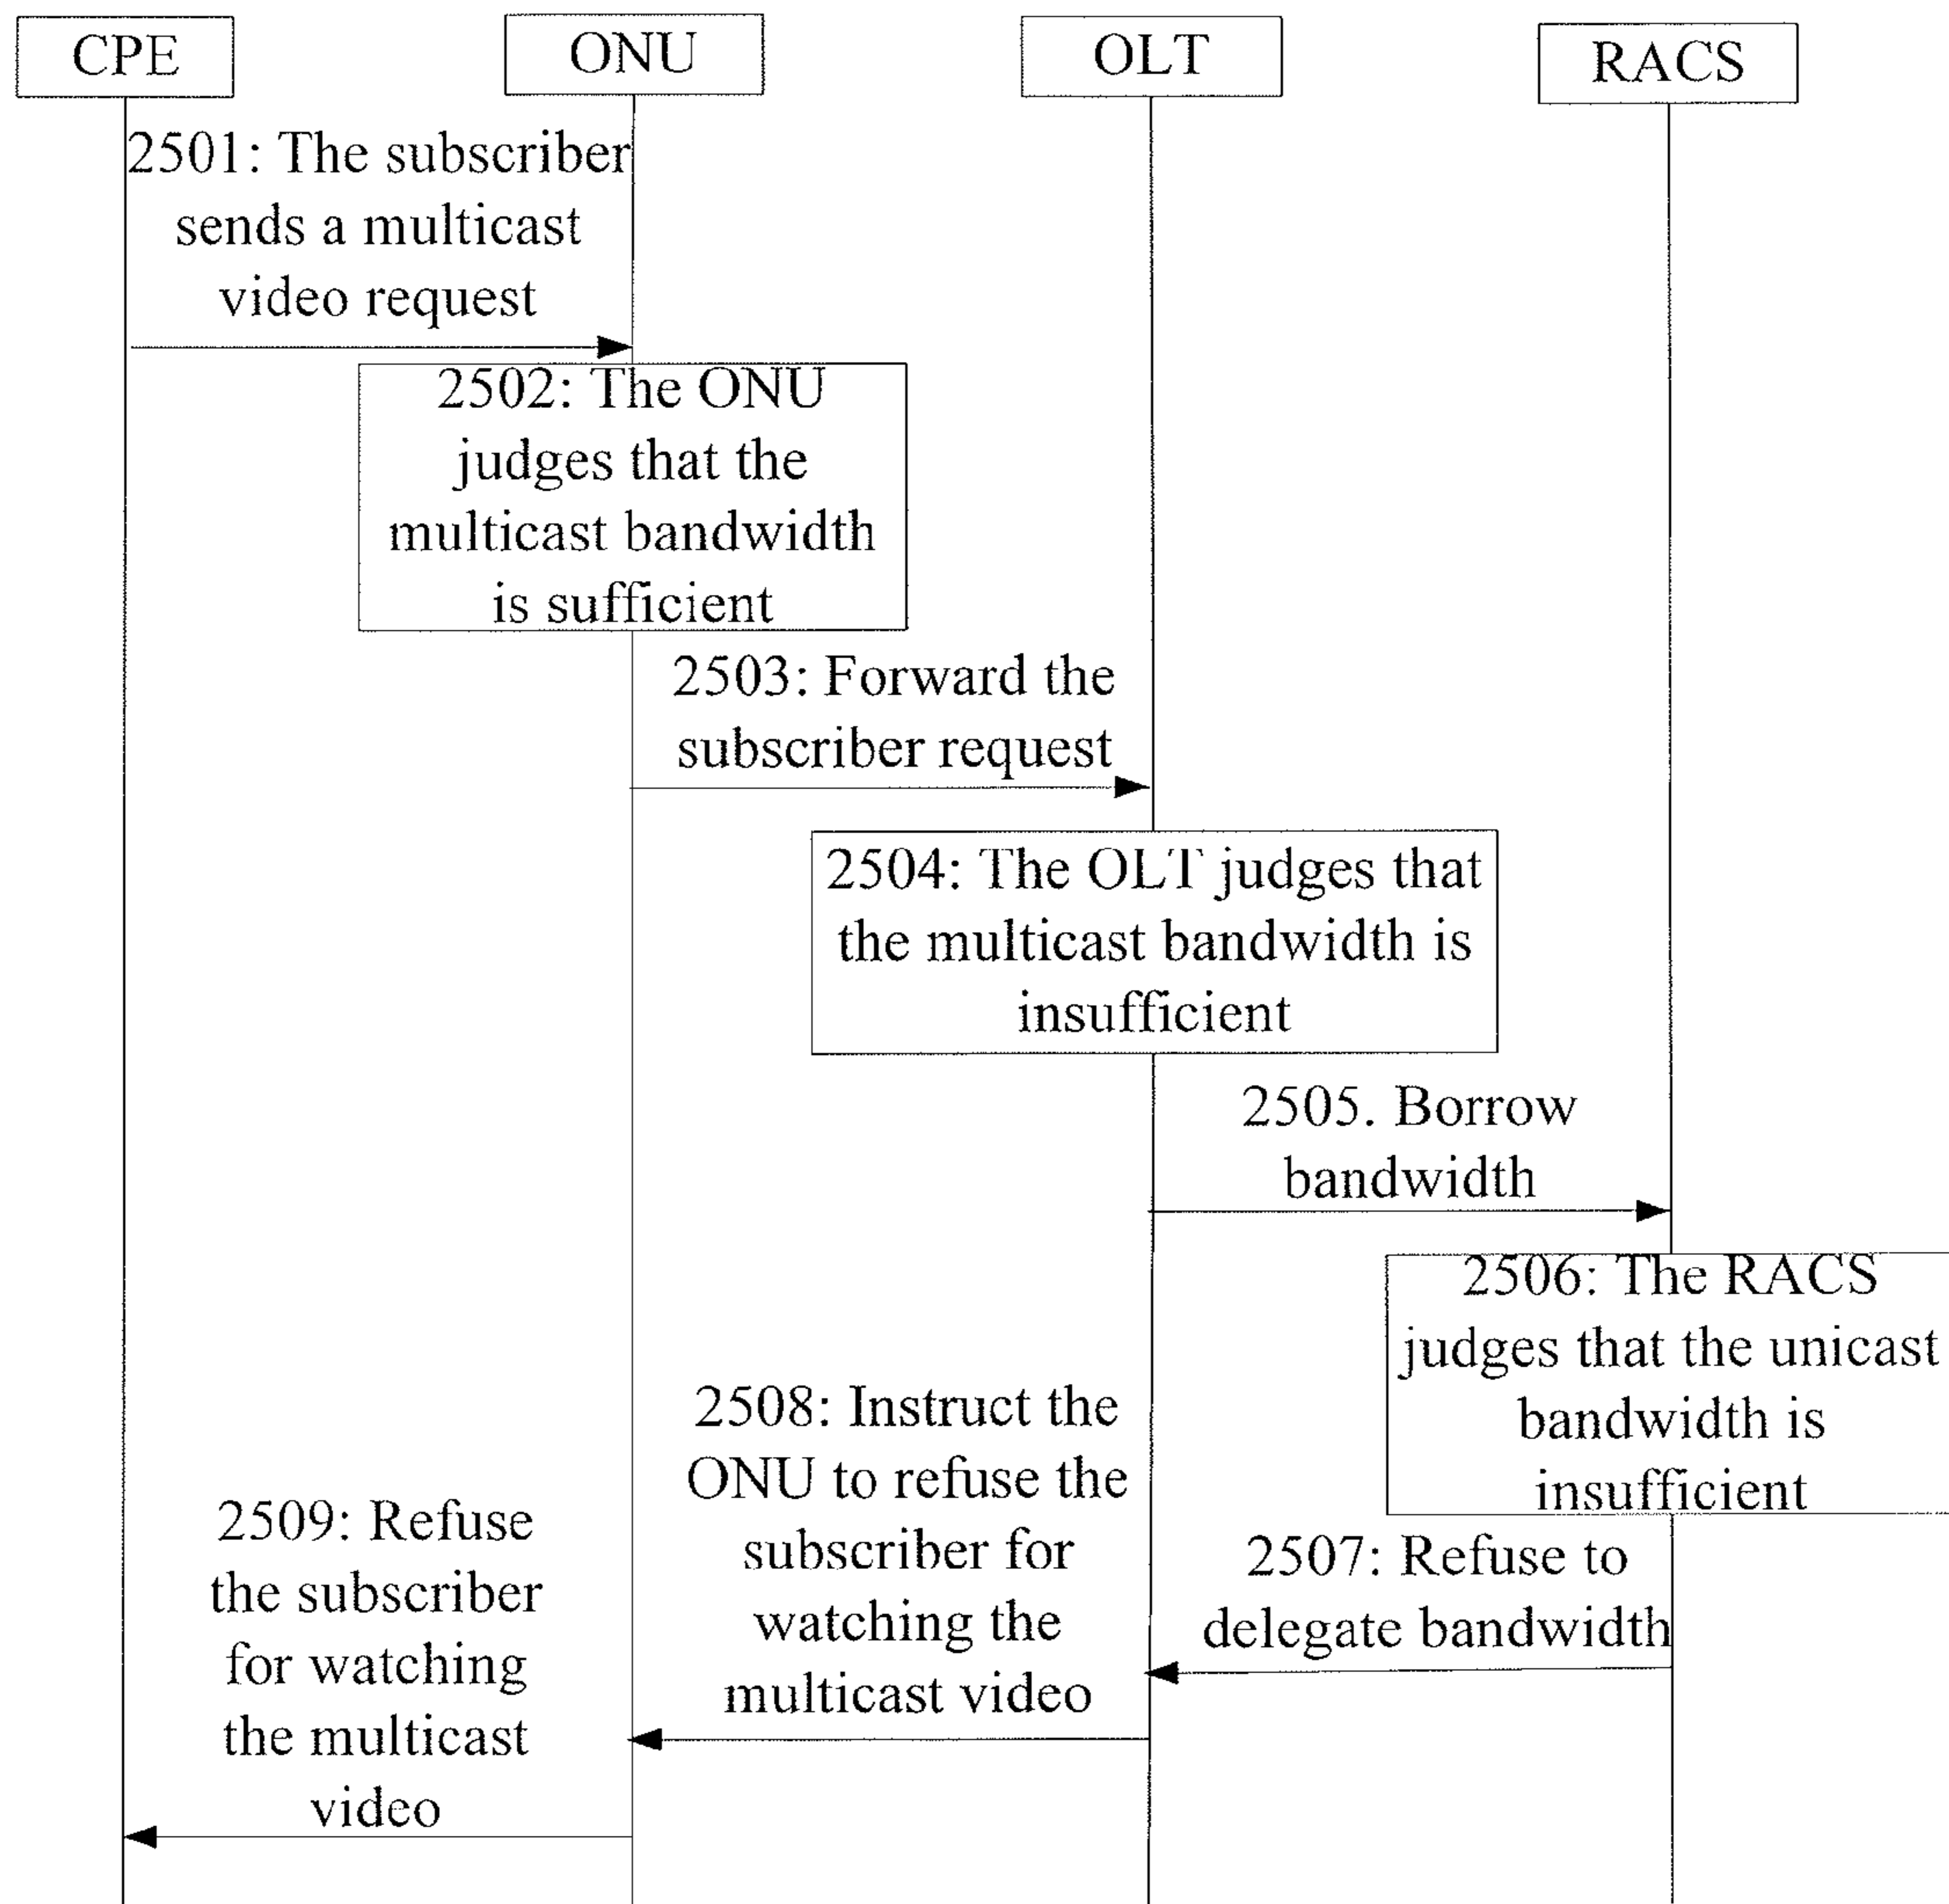 CPE
ONU
OLT
RACS
2501: The subscriber
sends a multicast
video request
2502: The ONU
judges that the
multicast bandwidth
is sufficient
2503: Forward the
subscriber request
2504: The OLT judges that
the multicast bandwidth is
insufficient
2505. Borrow
bandwidth
2506: The RACS
judges that the unicast
bandwidth is
insufficient
2507: Refuse to
delegate bandwidth
2508: Instruct the
ONU to refuse the
subscriber for
watching the
multicast video
2509: Refuse
the subscriber
for watching
the multicast
video